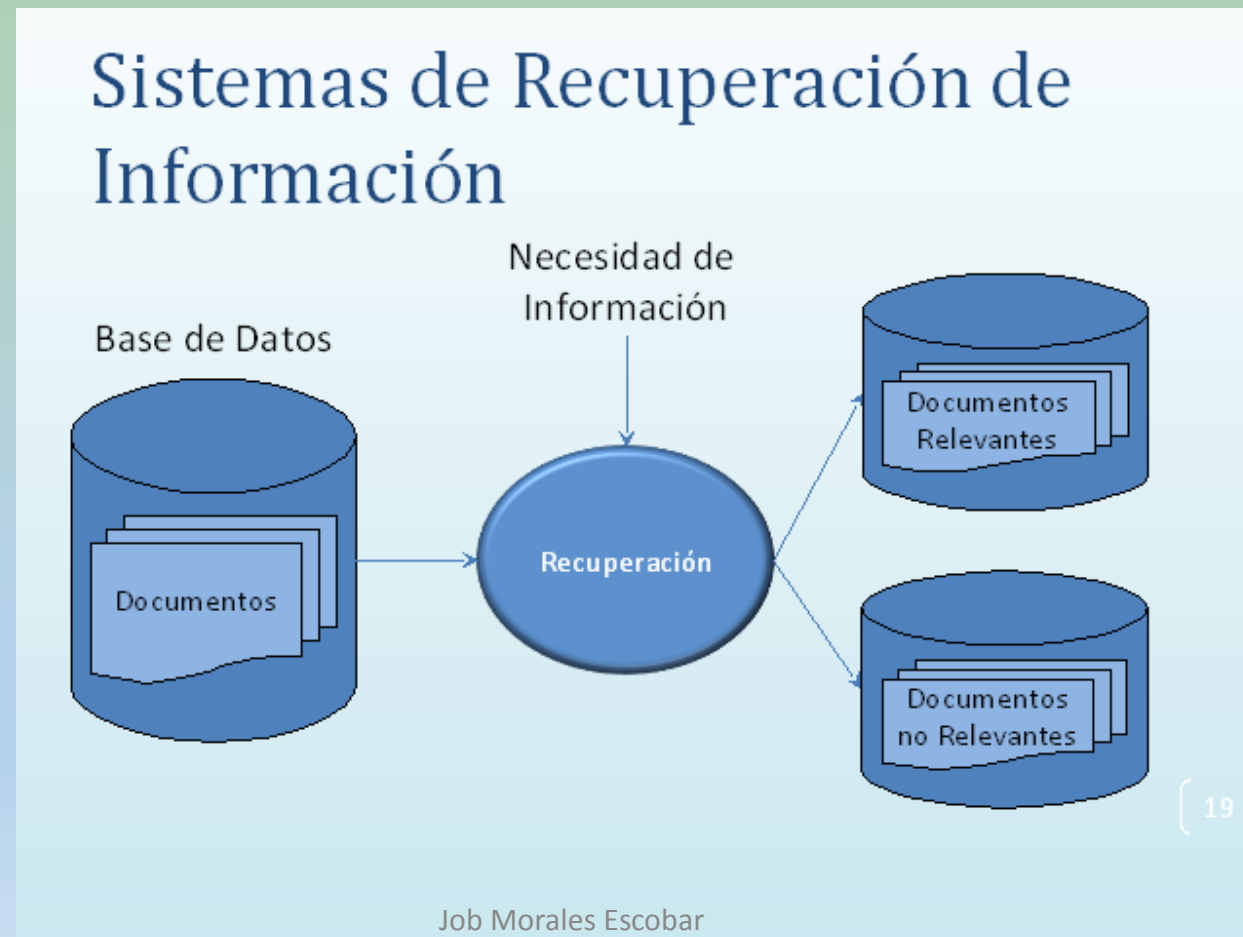 Sistemas de Recuperación de
Información
Necesidad de
Información
Base de Datos
Documentos
Recuperación
Documentos
Relevantes
Documentos
no Relevantes
19
Job Morales Escobar